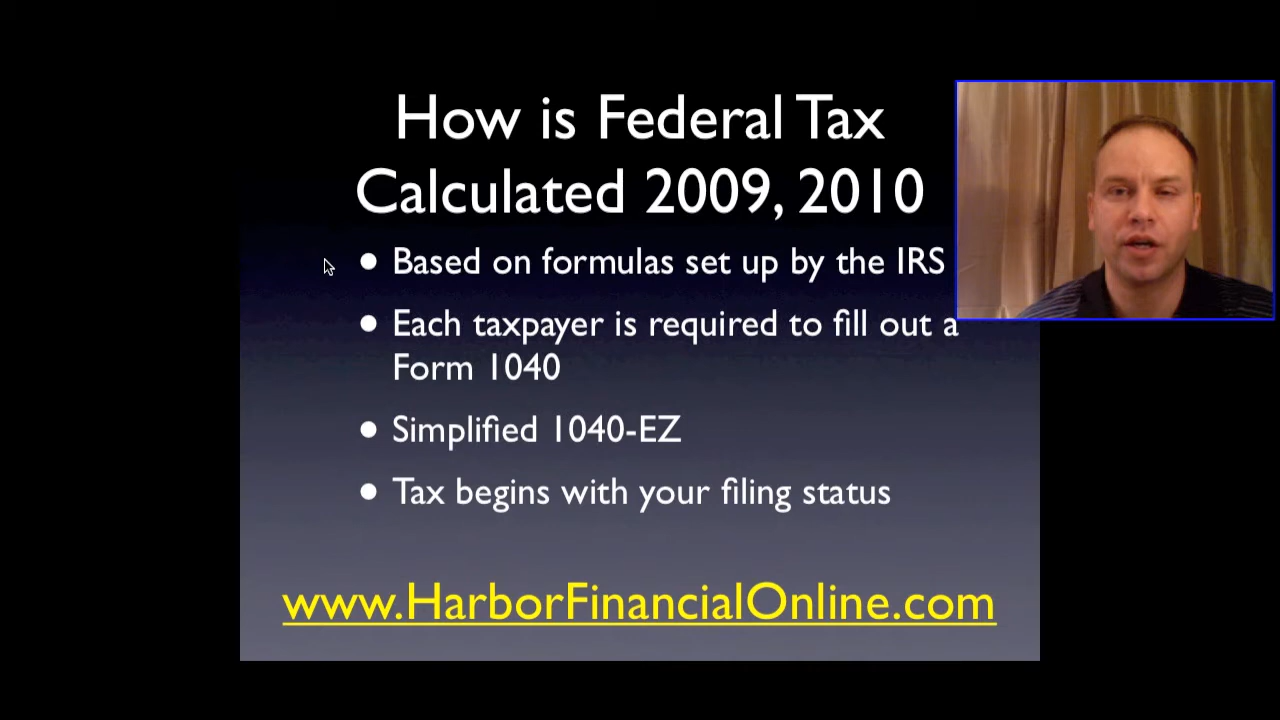 How is Federal Tax
Calculated 2009, 2010
• Based on formulas set up by the IRS
• Each taxpayer is required to fill out a
Form 1040
• Simplified 1040-EZ
• Tax begins with your filing status
www.HarborFinancialOnline.com